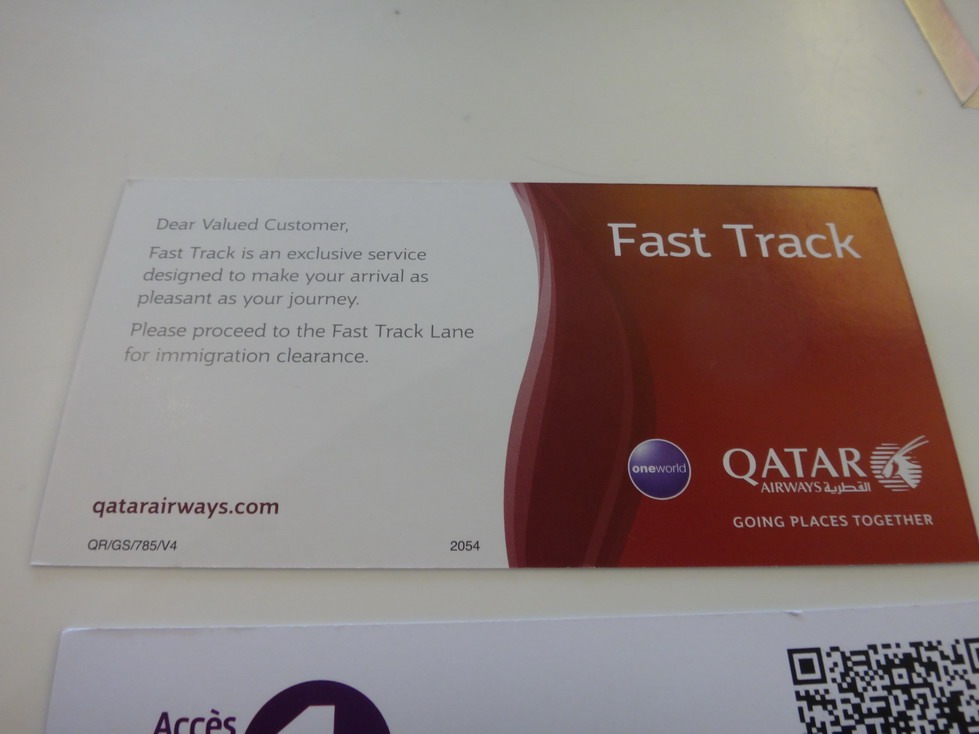 Dear Valued Customer,
Fast Track is an exclusive service
designed to make your arrival as
pleasant as your journey.
Please proceed to the Fast Track Lane
for immigration clearance.
qatarairways.com
QR/GS/785/V4
2054
Fast Track
oneworld
QATAR
AIRWAYS القطرية
GOING PLACES TOGETHER
Accès
1